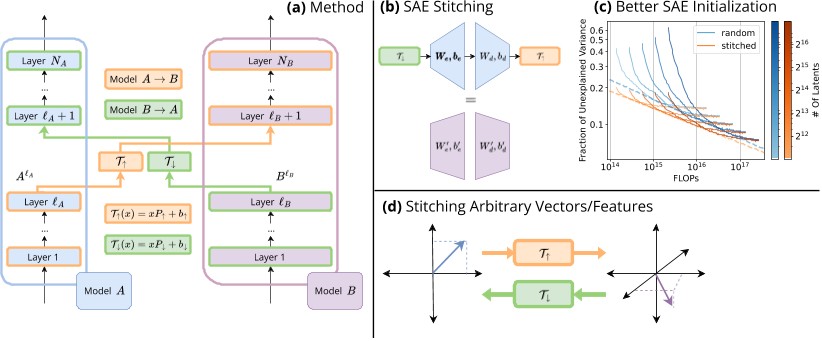 (a) Method
Layer N_A
...
Layer ℓ_A + 1
Model A → B
Model B → A
Layer N_B
...
Layer ℓ_B + 1
𝒯↑
𝒯↓
A^{ℓ_A}
B^{ℓ_B}
Layer ℓ_A
...
Layer 1
𝒯↑(x) = xP↑ + b↑
𝒯↓(x) = xP↓ + b↓
Layer ℓ_B
...
Layer 1
Model A
Model B
(b) SAE Stitching
𝒯↓
W_e, b_e
W_d, b_d
𝒯↑
=
W'_e, b'_e
W'_d, b'_d
(c) Better SAE Initialization
Fraction of Unexplained Variance
0.6
0.5
0.4
0.3
0.2
0.1
random
stitched
10^14
10^15
10^16
10^17
FLOPs
2^16
2^15
2^14
2^13
2^12
# Of Latents
(d) Stitching Arbitrary Vectors/Features
𝒯↑
𝒯↓